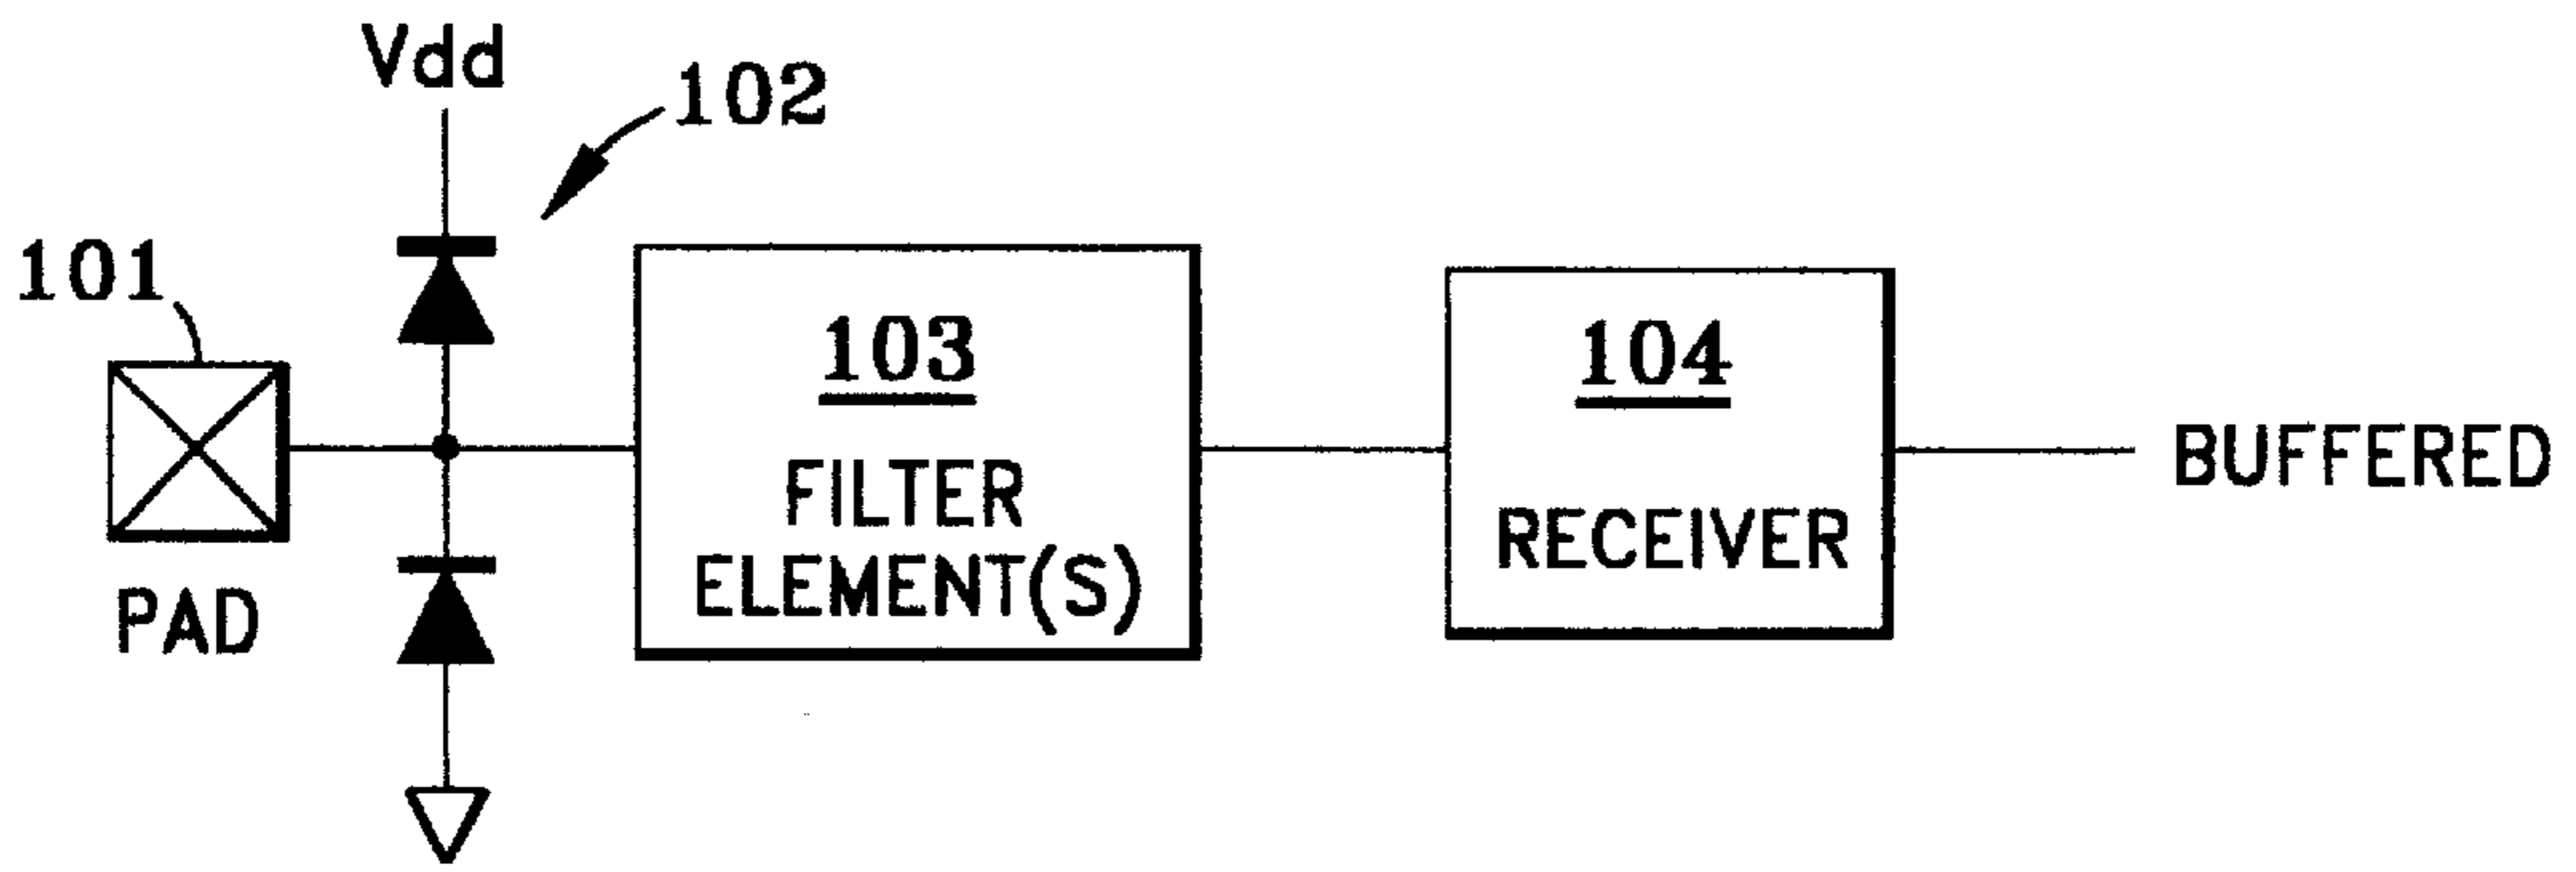 Vdd
102
101
PAD
103
FILTER
ELEMENT(S)
104
RECEIVER
BUFFERED